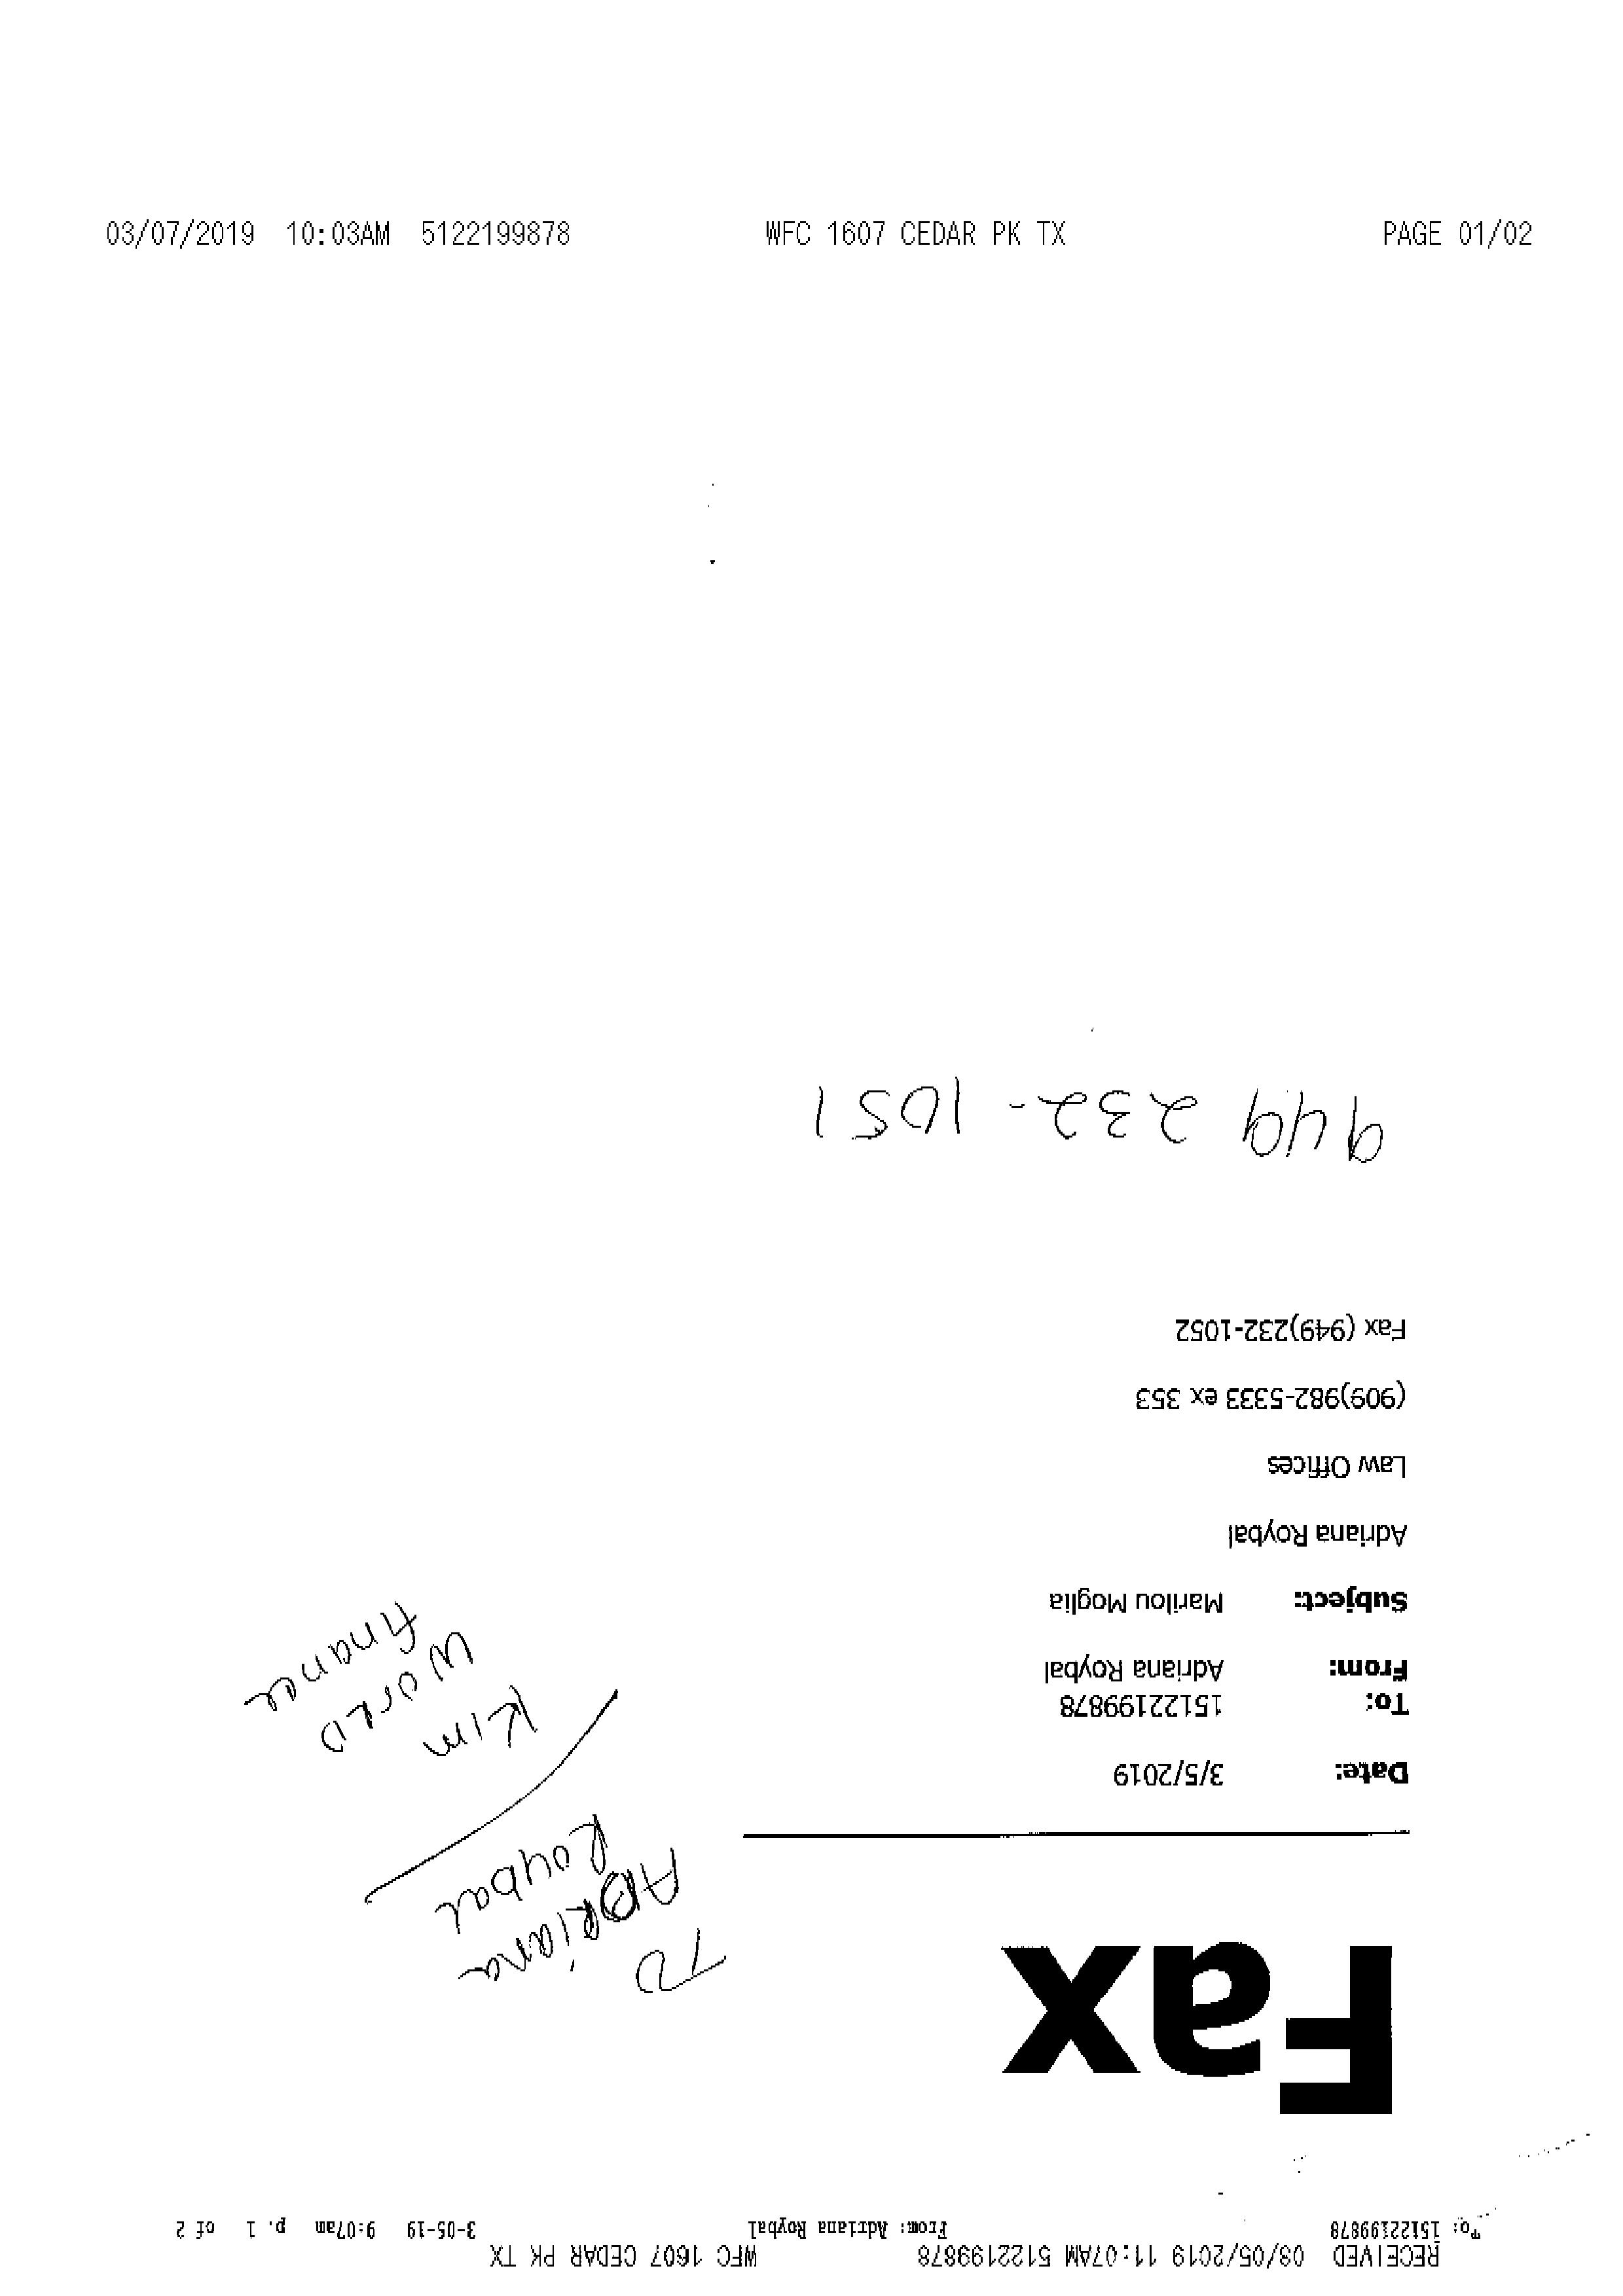 03/07/2019 10:03AM 5122199878 WFC 1607 CEDAR PK TX PAGE 01/02
RECEIVED 03/05/2019 11:07AM 5122199878 WFC 1607 CEDAR PK TX
To: 15122199878 From: Adriana Roybal 3-05-19 9:07am p. 1 of 2
Fax
TO
ADRiana
Roybal
Kim
WORLD
finance
Date: 3/5/2019
To: 15122199878
From: Adriana Roybal
Subject: Marilou Moglia
Adriana Roybal
Law Offices
(909)982-5333 ex 353
Fax (949)232-1052
949 232-1051